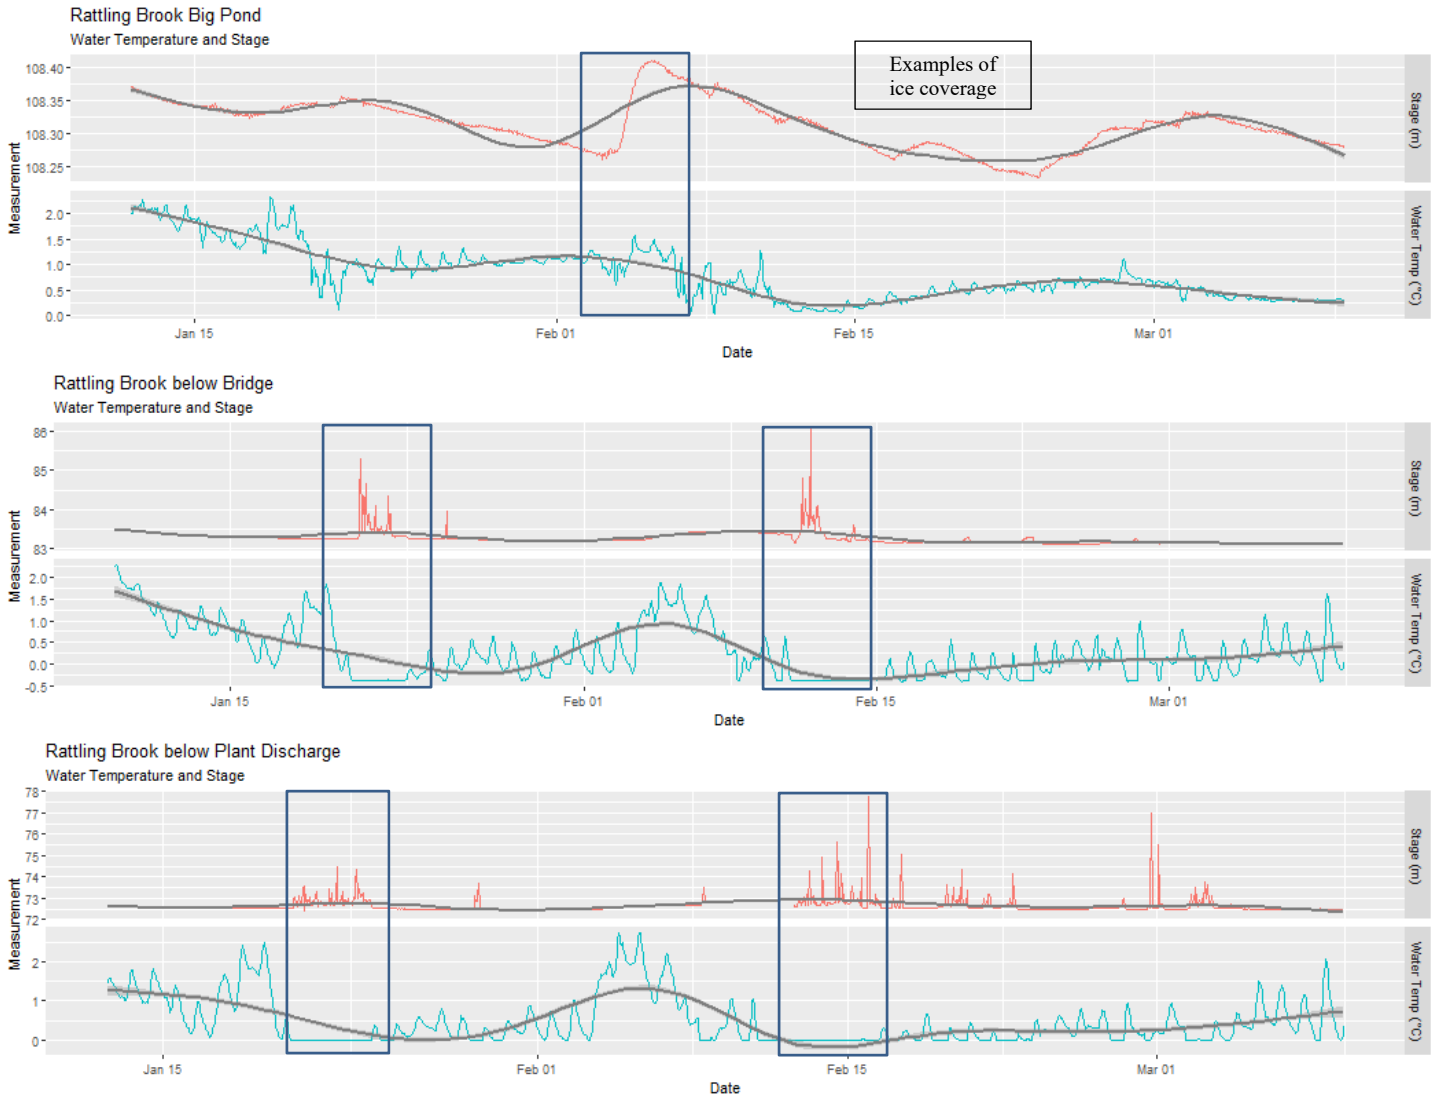 Rattling Brook Big Pond
Water Temperature and Stage
Examples of
ice coverage
108.40
108.35
108.30
108.25
Stage (m)
Measurement
2.0
1.5
1.0
0.5
0.0
Water Temp (°C)
Jan 15
Feb 01
Feb 15
Mar 01
Date
Rattling Brook below Bridge
Water Temperature and Stage
86
85
84
83
Stage (m)
Measurement
2.0
1.5
1.0
0.5
0.0
-0.5
Water Temp (°C)
Jan 15
Feb 01
Feb 15
Mar 01
Date
Rattling Brook below Plant Discharge
Water Temperature and Stage
78
77
76
75
74
73
72
Stage (m)
Measurement
2
1
0
Water Temp (°C)
Jan 15
Feb 01
Feb 15
Mar 01
Date